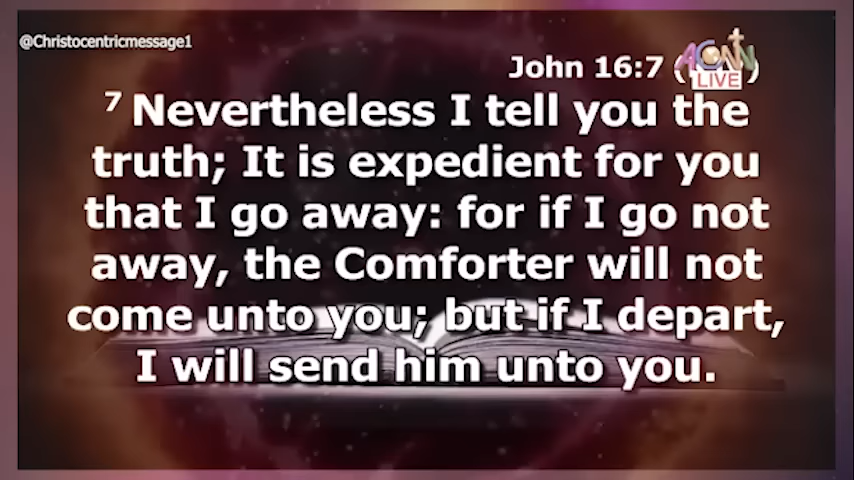 @Christocentricmessage1
John 16:7 (
ACNN
LIVE
)
7 Nevertheless I tell you the
truth; It is expedient for you
that I go away: for if I go not
away, the Comforter will not
come unto you; but if I depart,
I will send him unto you.